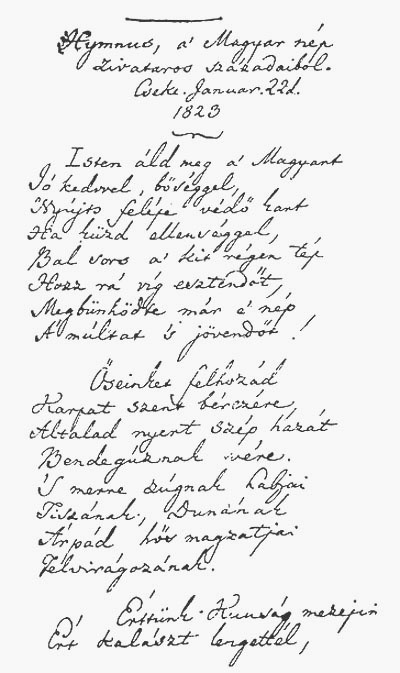 Hymnus, a' Magyar nép
zivataros századaiból.
Cseke. Januar. 22d.
1823
Isten áld meg a' Magyart
Jó kedvvel, bőséggel,
Nyújts feléje védő kart
Ha küzd ellenséggel,
Bal sors a' kit régen tép
Hozz rá víg esztendőt,
Megbünhödte már e' nép
A' múltat 's jövendőt!
Őseinket felhozád
Karpat szent bérczére,
Általad nyert szép hazát
Bendegúznak vére.
'S merre zúgnak habjai
Tiszának, Dunának
Árpád hős magzatjai
Felvirágozának.
Értünk Kunság mezejin
Ért kalászt lengettél,